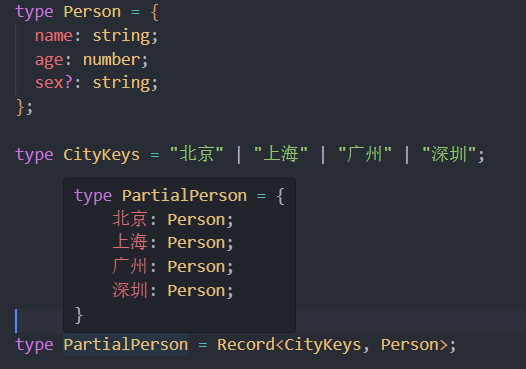 type Person = {
name: string;
age: number;
sex?: string;
};
type CityKeys = "北京" | "上海" | "广州" | "深圳";
type PartialPerson = {
北京: Person;
上海: Person;
广州: Person;
深圳: Person;
}
type PartialPerson = Record<CityKeys, Person>;